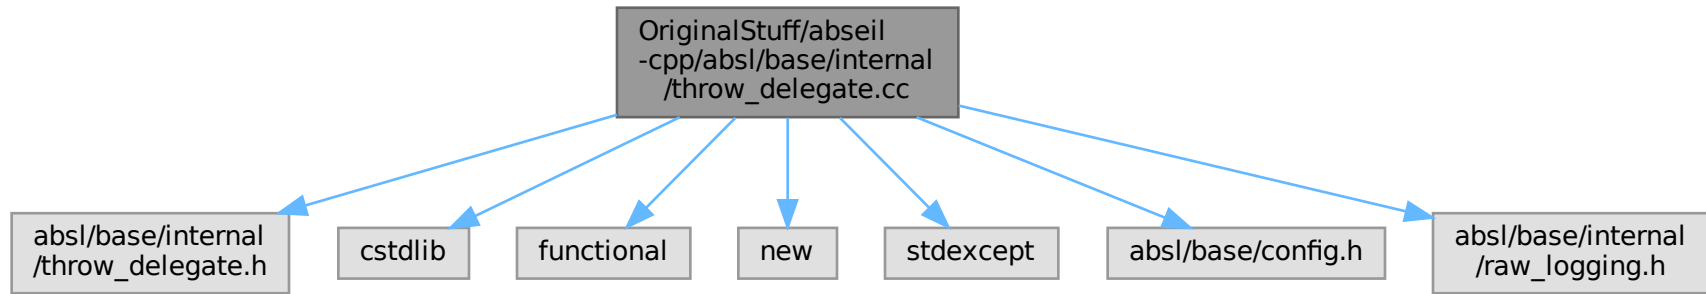 OriginalStuff/abseil
-cpp/absl/base/internal
/throw_delegate.cc
absl/base/internal
/throw_delegate.h
cstdlib
functional
new
stdexcept
absl/base/config.h
absl/base/internal
/raw_logging.h